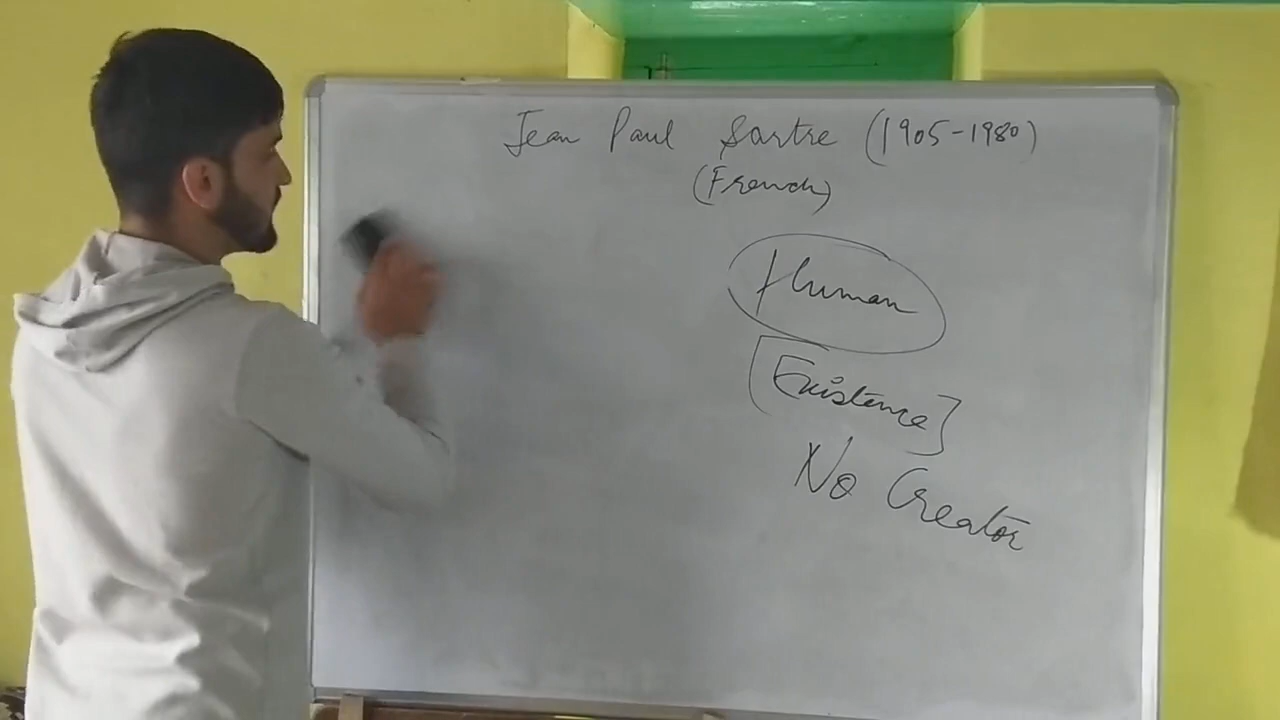 Jean Paul Sartre (1905-1980)
(French)
Human
[Existence]
No Creator